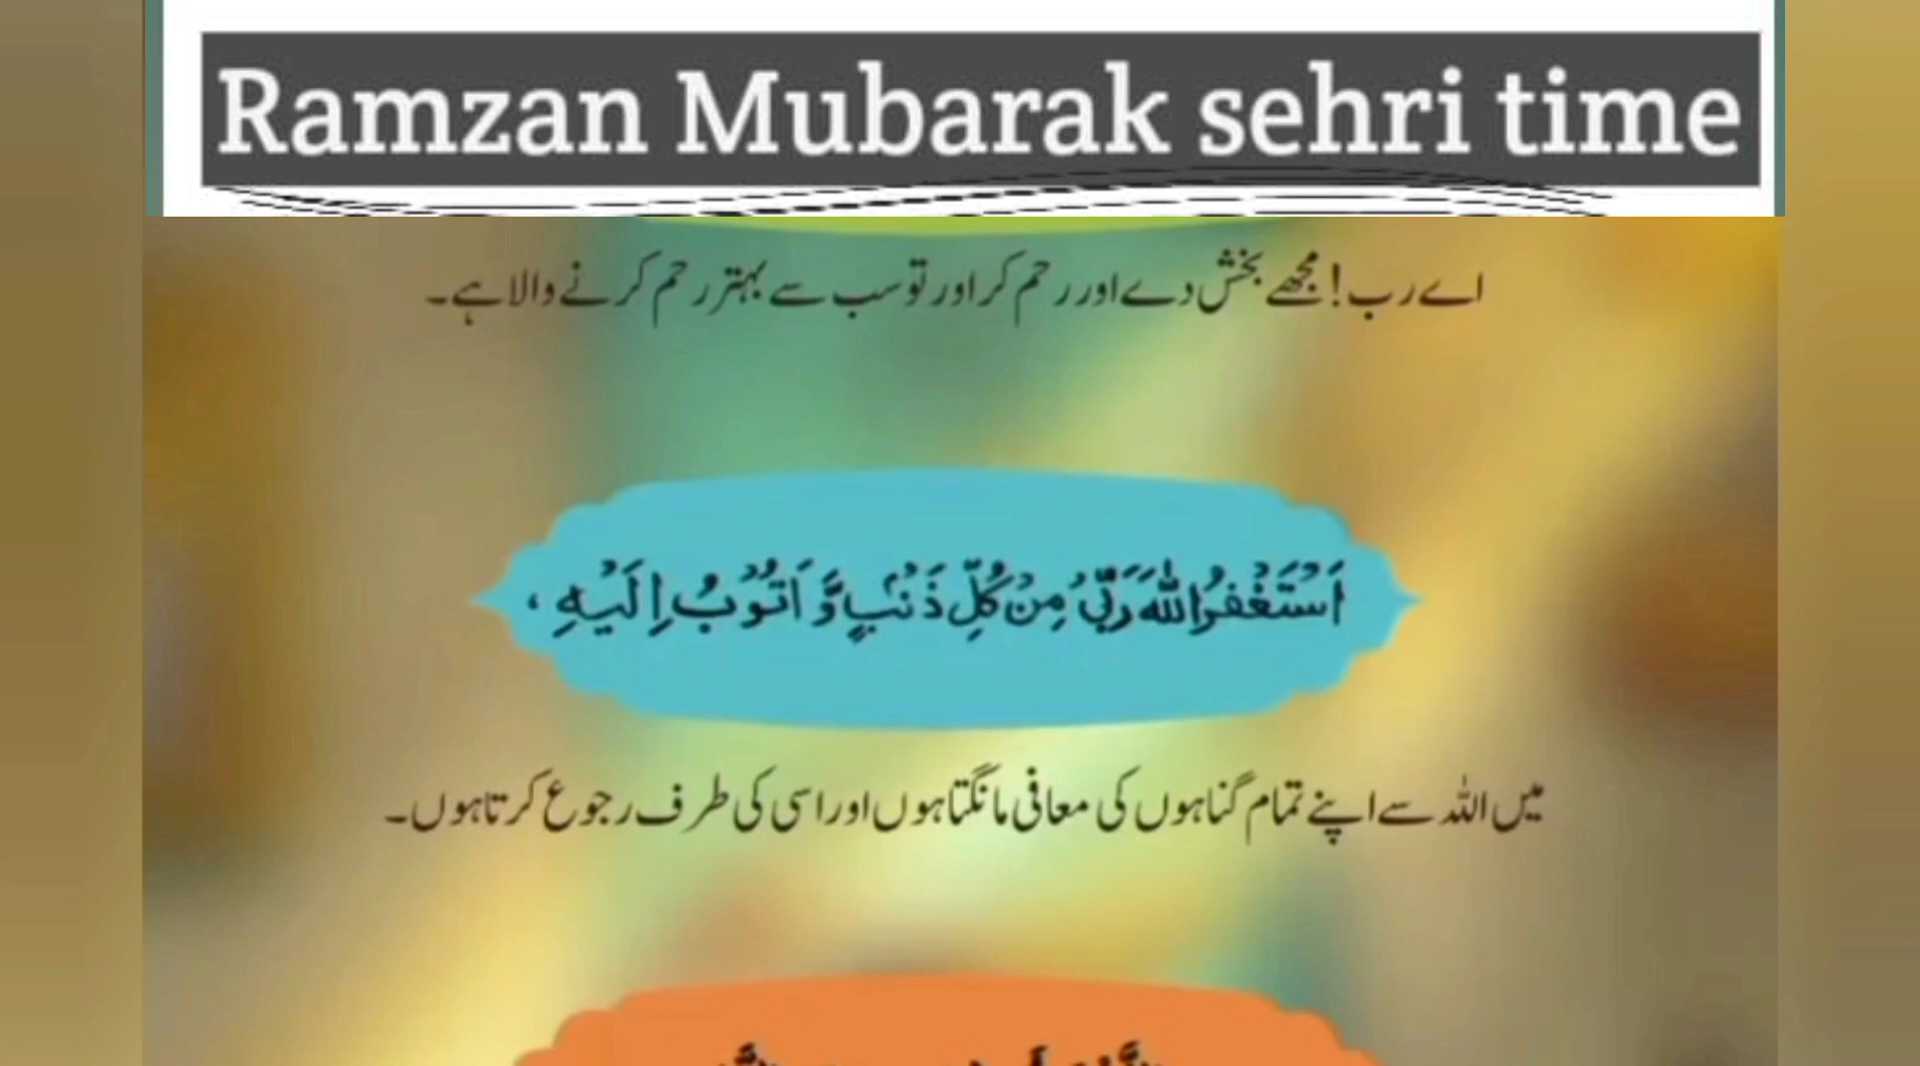 Ramzan Mubarak sehri time
اے رب! مجھے بخش دے اور رحم کر اور تو سب سے بہتر رحم کرنے والا ہے۔
اَسْتَغْفِرُ اللهَ رَبِّىْ مِنْ كُلِّ ذَنْۢبٍ وَّ اَتُوْبُ اِلَيْهِ ،
میں اللہ سے اپنے تمام گناہوں کی معافی مانگتا ہوں اور اسی کی طرف رجوع کرتا ہوں۔